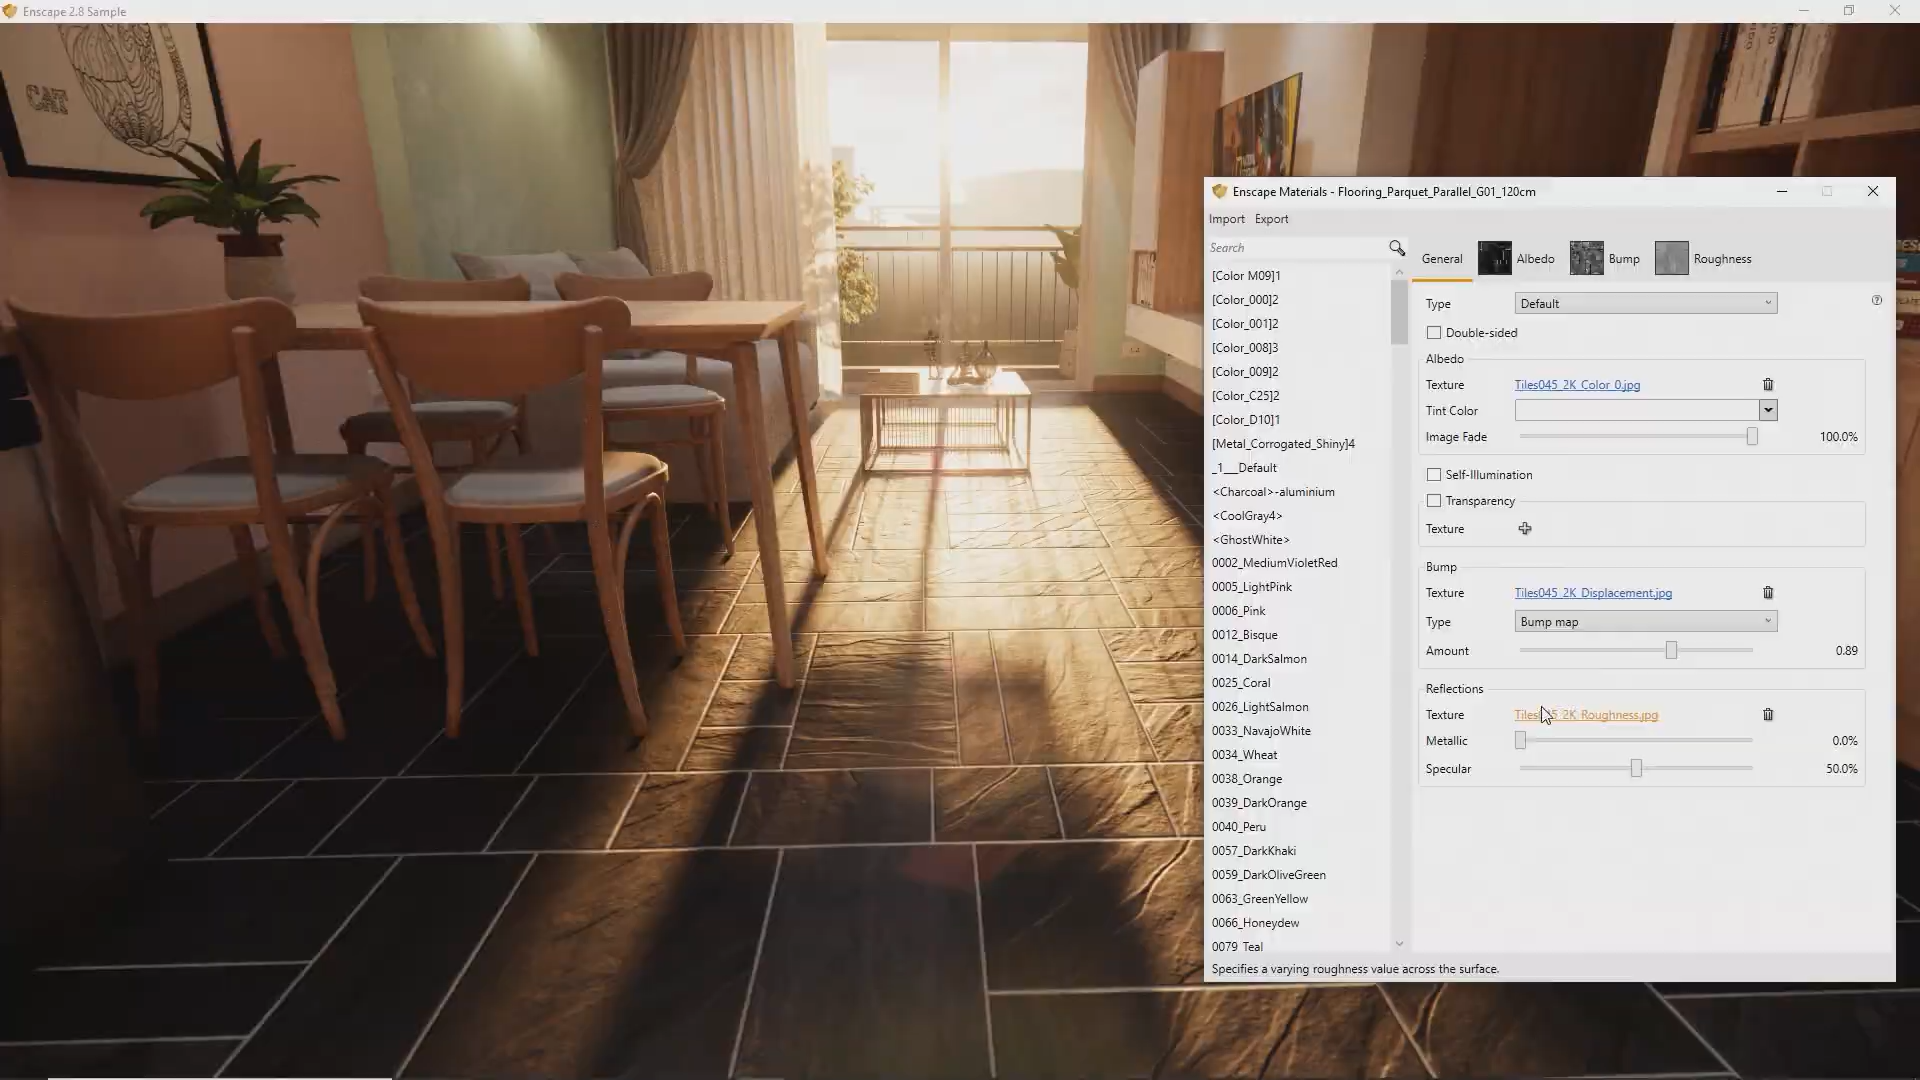 Enscape 2.8 Sample
CAT
Enscape Materials - Flooring_Parquet_Parallel_G01_120cm
Import Export
Search
General Albedo Bump Roughness
[Color M09]1
[Color_000]2
[Color_001]2
[Color_008]3
[Color_009]2
[Color_C25]2
[Color_D10]1
[Metal_Corrogated_Shiny]4
_1__Default
<Charcoal>-aluminium
<CoolGray4>
<GhostWhite>
0002_MediumVioletRed
0005_LightPink
0006_Pink
0012_Bisque
0014_DarkSalmon
0025_Coral
0026_LightSalmon
0033_NavajoWhite
0034_Wheat
0038_Orange
0039_DarkOrange
0040_Peru
0057_DarkKhaki
0059_DarkOliveGreen
0063_GreenYellow
0066_Honeydew
0079_Teal
Type Default
Double-sided
Albedo
Texture Tiles045_2K_Color_0.jpg
Tint Color
Image Fade 100.0%
Self-Illumination
Transparency
Texture
Bump
Texture Tiles045_2K_Displacement.jpg
Type Bump map
Amount 0.89
Reflections
Texture Tiles045_2K_Roughness.jpg
Metallic 0.0%
Specular 50.0%
Specifies a varying roughness value across the surface.